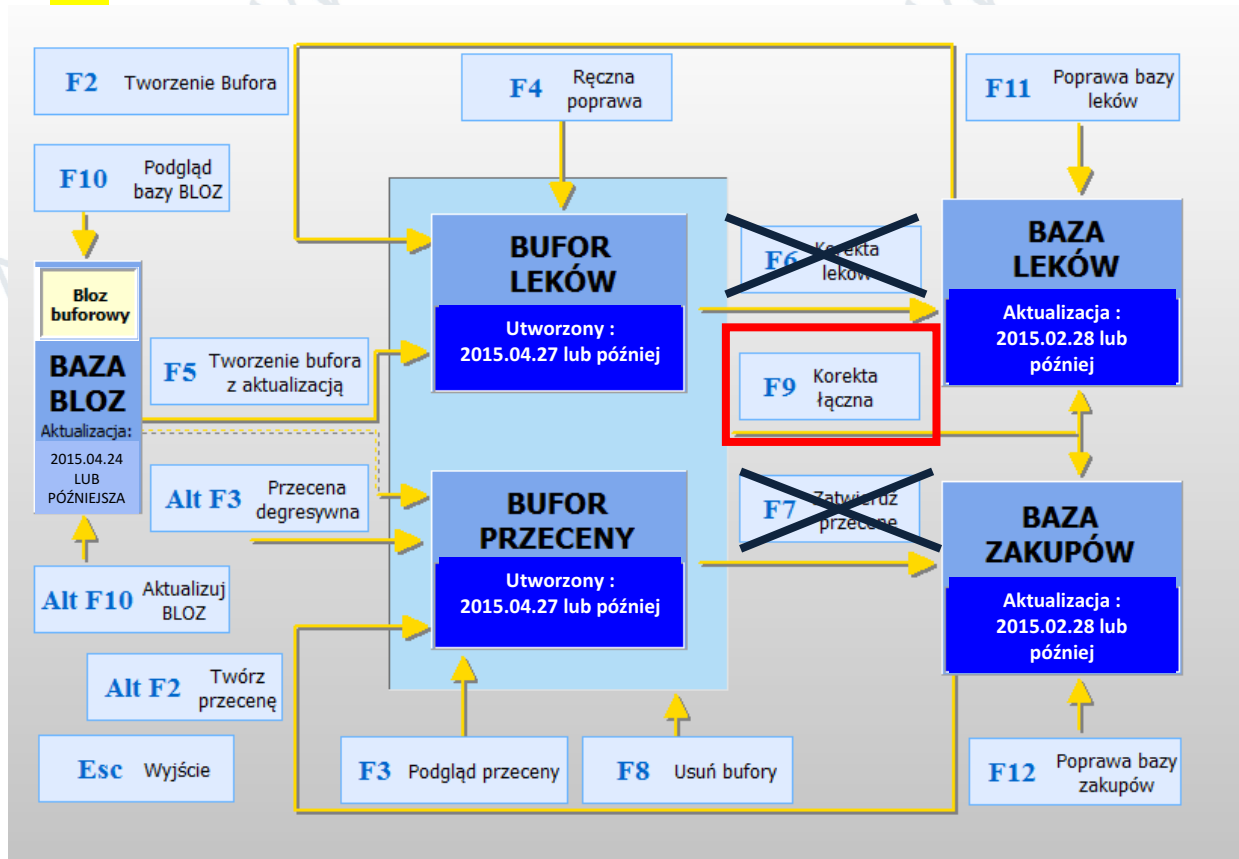 F2 Tworzenie Bufora
F4 Ręczna
poprawa
F11 Poprawa bazy
leków
F10 Podgląd
bazy BLOZ
BUFOR
LEKÓW
Utworzony :
2015.04.27 lub później
F6 Korekta
leków
BAZA
LEKÓW
Aktualizacja :
2015.02.28 lub
później
Bloz
buforowy
BAZA
BLOZ
Aktualizacja:
2015.04.24
LUB
PÓŹNIEJSZA
F5 Tworzenie bufora
z aktualizacją
F9 Korekta
łączna
Alt F3 Przecena
degresywna
BUFOR
PRZECENY
Utworzony :
2015.04.27 lub później
F7 Zatwierdź
przecenę
BAZA
ZAKUPÓW
Aktualizacja :
2015.02.28 lub
później
Alt F10 Aktualizuj
BLOZ
Alt F2 Twórz
przecenę
Esc Wyjście
F3 Podgląd przeceny
F8 Usuń bufory
F12 Poprawa bazy
zakupów